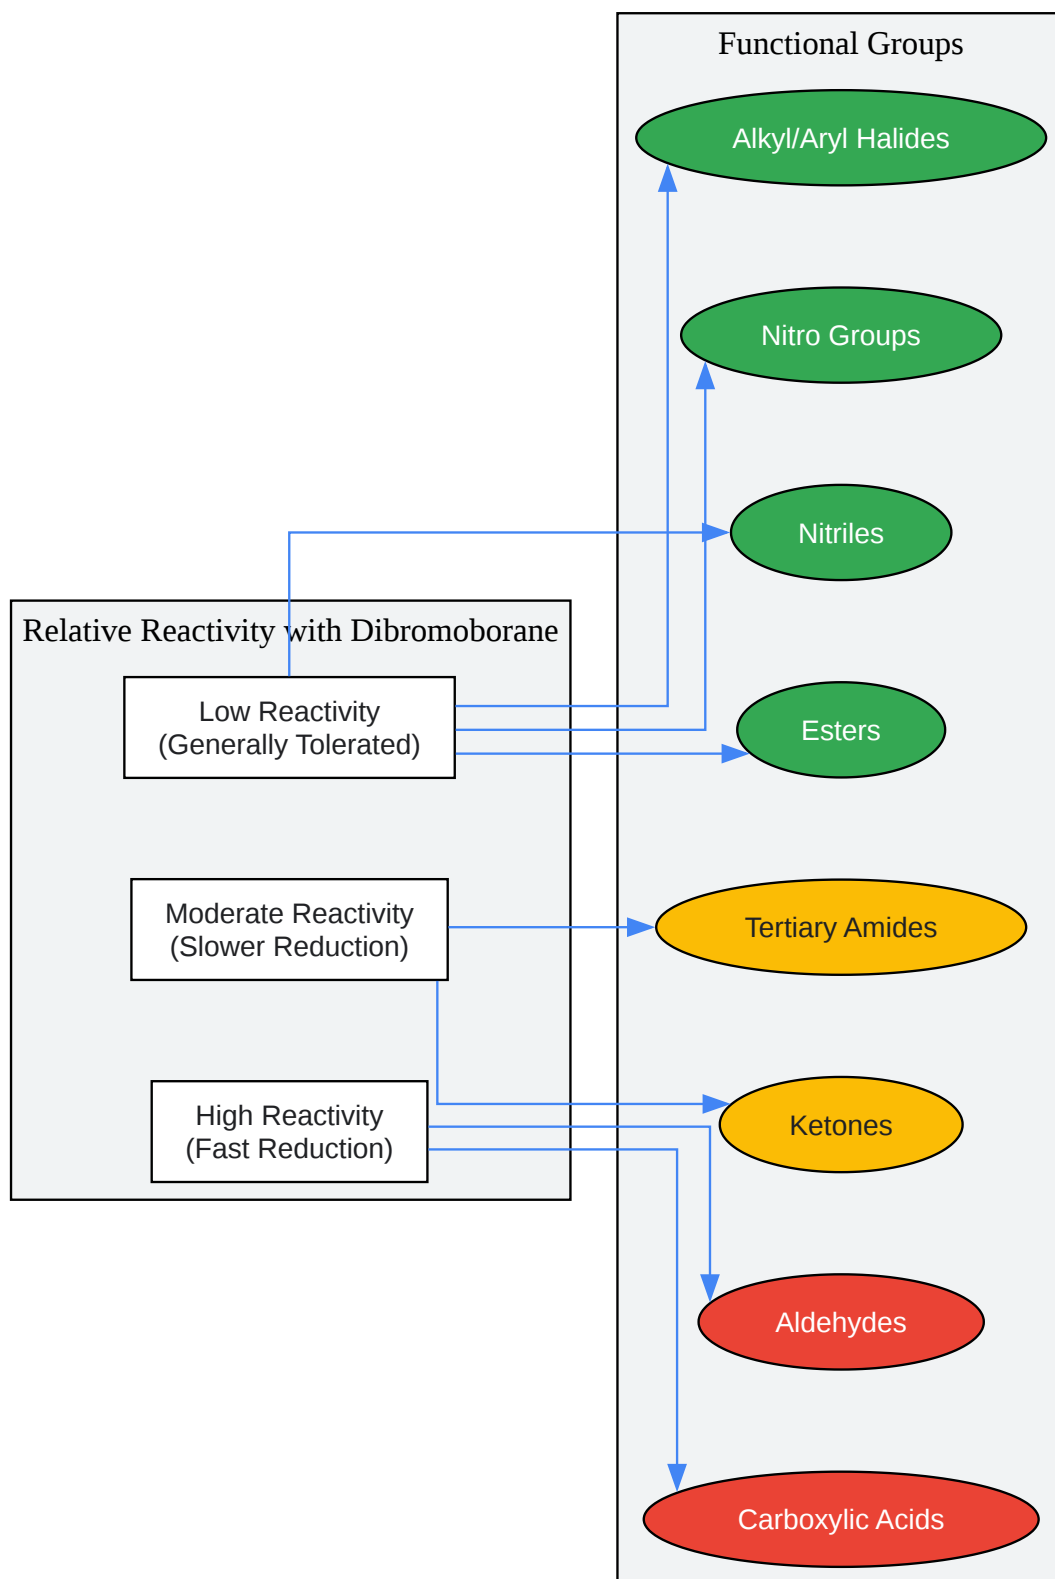 Functional Groups
Alkyl/Aryl Halides
Nitro Groups
Nitriles
Relative Reactivity with Dibromoborane
Low Reactivity
(Generally Tolerated)
Esters
Moderate Reactivity
(Slower Reduction)
Tertiary Amides
High Reactivity
(Fast Reduction)
Ketones
Aldehydes
Carboxylic Acids